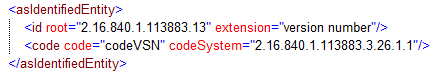 <asIdentifiedEntity>
<id root="2.16.840.1.113883.13" extension="version number"/>
<code code="codeVSN" codeSystem="2.16.840.1.113883.3.26.1.1"/>
</asIdentifiedEntity>